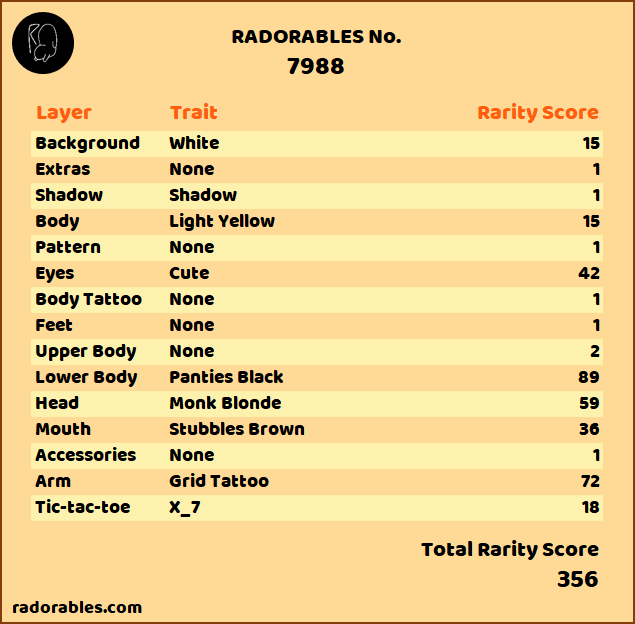 RADORABLES No.
7988
Layer Trait Rarity Score
Background White 15
Extras None 1
Shadow Shadow 1
Body Light Yellow 15
Pattern None 1
Eyes Cute 42
Body Tattoo None 1
Feet None 1
Upper Body None 2
Lower Body Panties Black 89
Head Monk Blonde 59
Mouth Stubbles Brown 36
Accessories None 1
Arm Grid Tattoo 72
Tic-tac-toe X_7 18
Total Rarity Score
356
radorables.com